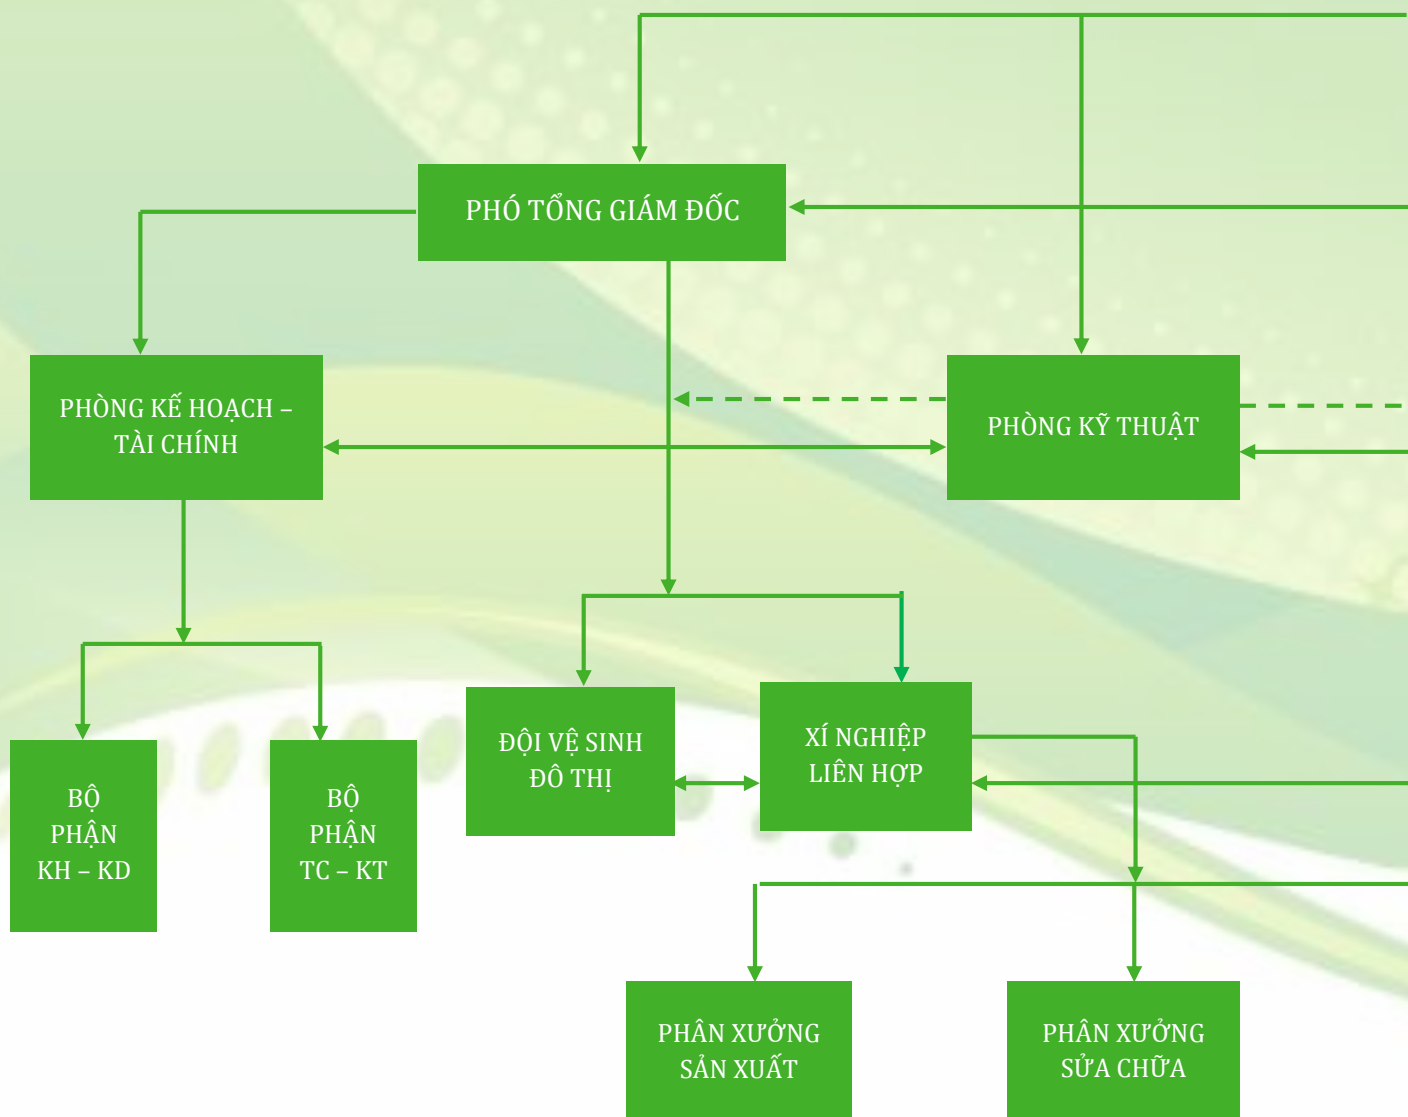 PHÓ TỔNG GIÁM ĐỐC
PHÒNG KẾ HOẠCH –
TÀI CHÍNH
PHÒNG KỸ THUẬT
ĐỘI VỆ SINH
ĐÔ THỊ
XÍ NGHIỆP
LIÊN HỢP
BỘ
PHẬN
KH – KD
BỘ
PHẬN
TC – KT
PHÂN XƯỞNG
SẢN XUẤT
PHÂN XƯỞNG
SỬA CHỮA